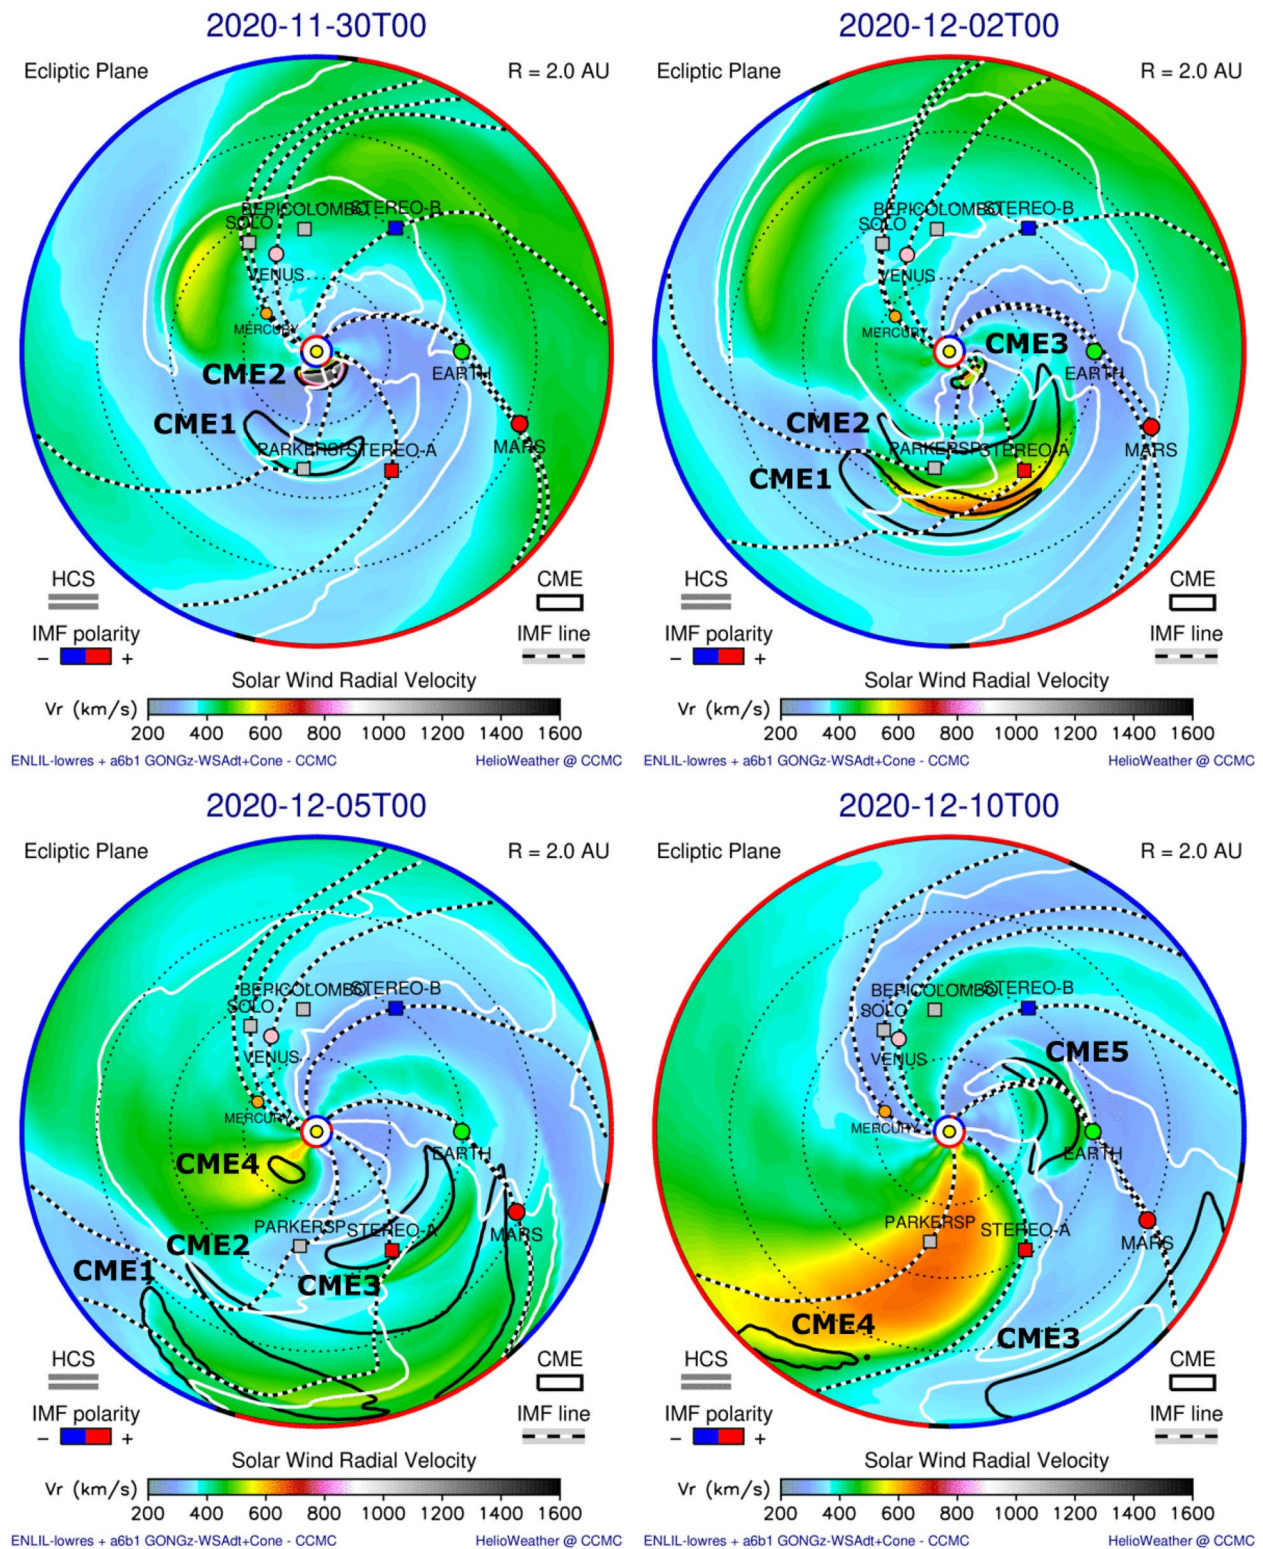 2020-11-30T00
Ecliptic Plane R = 2.0 AU
BEPICOLOMBO STEREO-B
SOLO
VENUS
MERCURY
CME2
EARTH
CME1
PARKERSP STEREO-A
MARS
HCS CME
IMF polarity IMF line
− +
Solar Wind Radial Velocity
Vr (km/s)
200 400 600 800 1000 1200 1400 1600
ENLIL-lowres + a6b1 GONGz-WSAdt+Cone - CCMC HelioWeather @ CCMC
2020-12-02T00
Ecliptic Plane R = 2.0 AU
BEPICOLOMBO STEREO-B
SOLO
VENUS
MERCURY
CME3
EARTH
CME2
PARKERSP STEREO-A
MARS
CME1
HCS CME
IMF polarity IMF line
− +
Solar Wind Radial Velocity
Vr (km/s)
200 400 600 800 1000 1200 1400 1600
ENLIL-lowres + a6b1 GONGz-WSAdt+Cone - CCMC HelioWeather @ CCMC
2020-12-05T00
Ecliptic Plane R = 2.0 AU
BEPICOLOMBO STEREO-B
SOLO
VENUS
MERCURY
EARTH
CME4
PARKERSP STEREO-A
MARS
CME2
CME1
CME3
HCS CME
IMF polarity IMF line
− +
Solar Wind Radial Velocity
Vr (km/s)
200 400 600 800 1000 1200 1400 1600
ENLIL-lowres + a6b1 GONGz-WSAdt+Cone - CCMC HelioWeather @ CCMC
2020-12-10T00
Ecliptic Plane R = 2.0 AU
BEPICOLOMBO STEREO-B
SOLO
CME5
VENUS
MERCURY
EARTH
PARKERSP STEREO-A
MARS
CME4
CME3
HCS CME
IMF polarity IMF line
− +
Solar Wind Radial Velocity
Vr (km/s)
200 400 600 800 1000 1200 1400 1600
ENLIL-lowres + a6b1 GONGz-WSAdt+Cone - CCMC HelioWeather @ CCMC